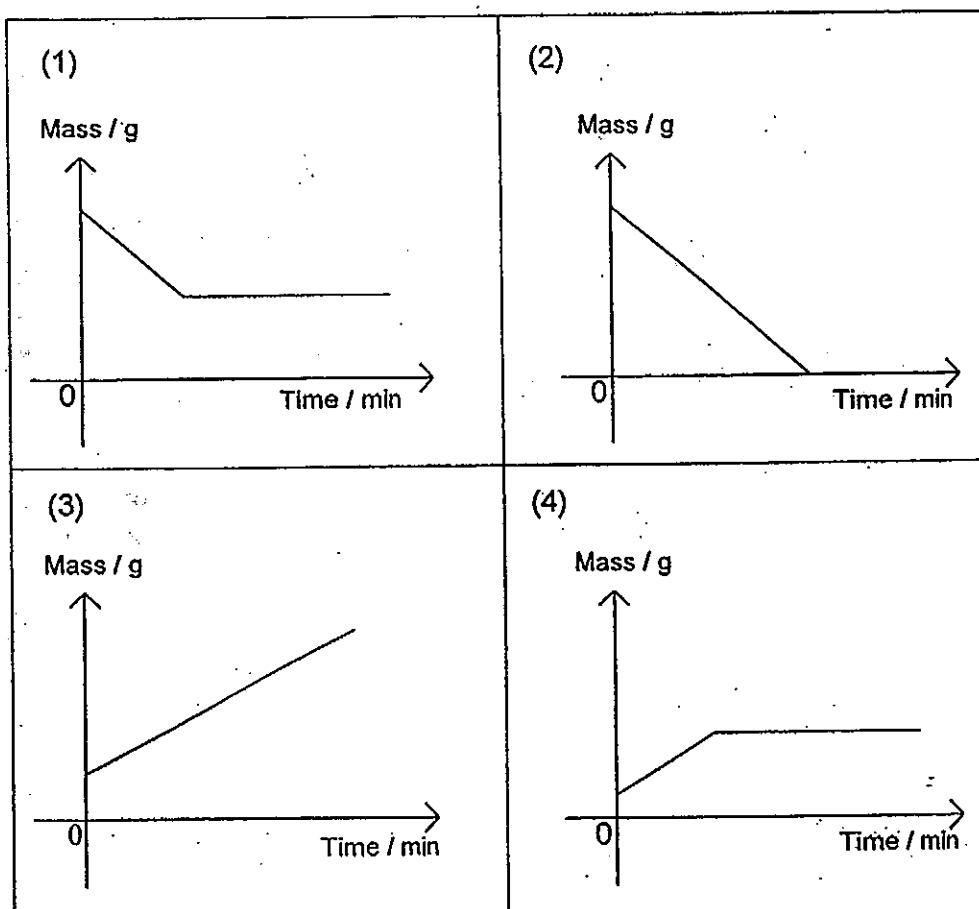 (1)
Mass / g
0
Time / min
(2)
Mass / g
0
Time / min
(3)
Mass / g
0
Time / min
(4)
Mass / g
0
Time / min